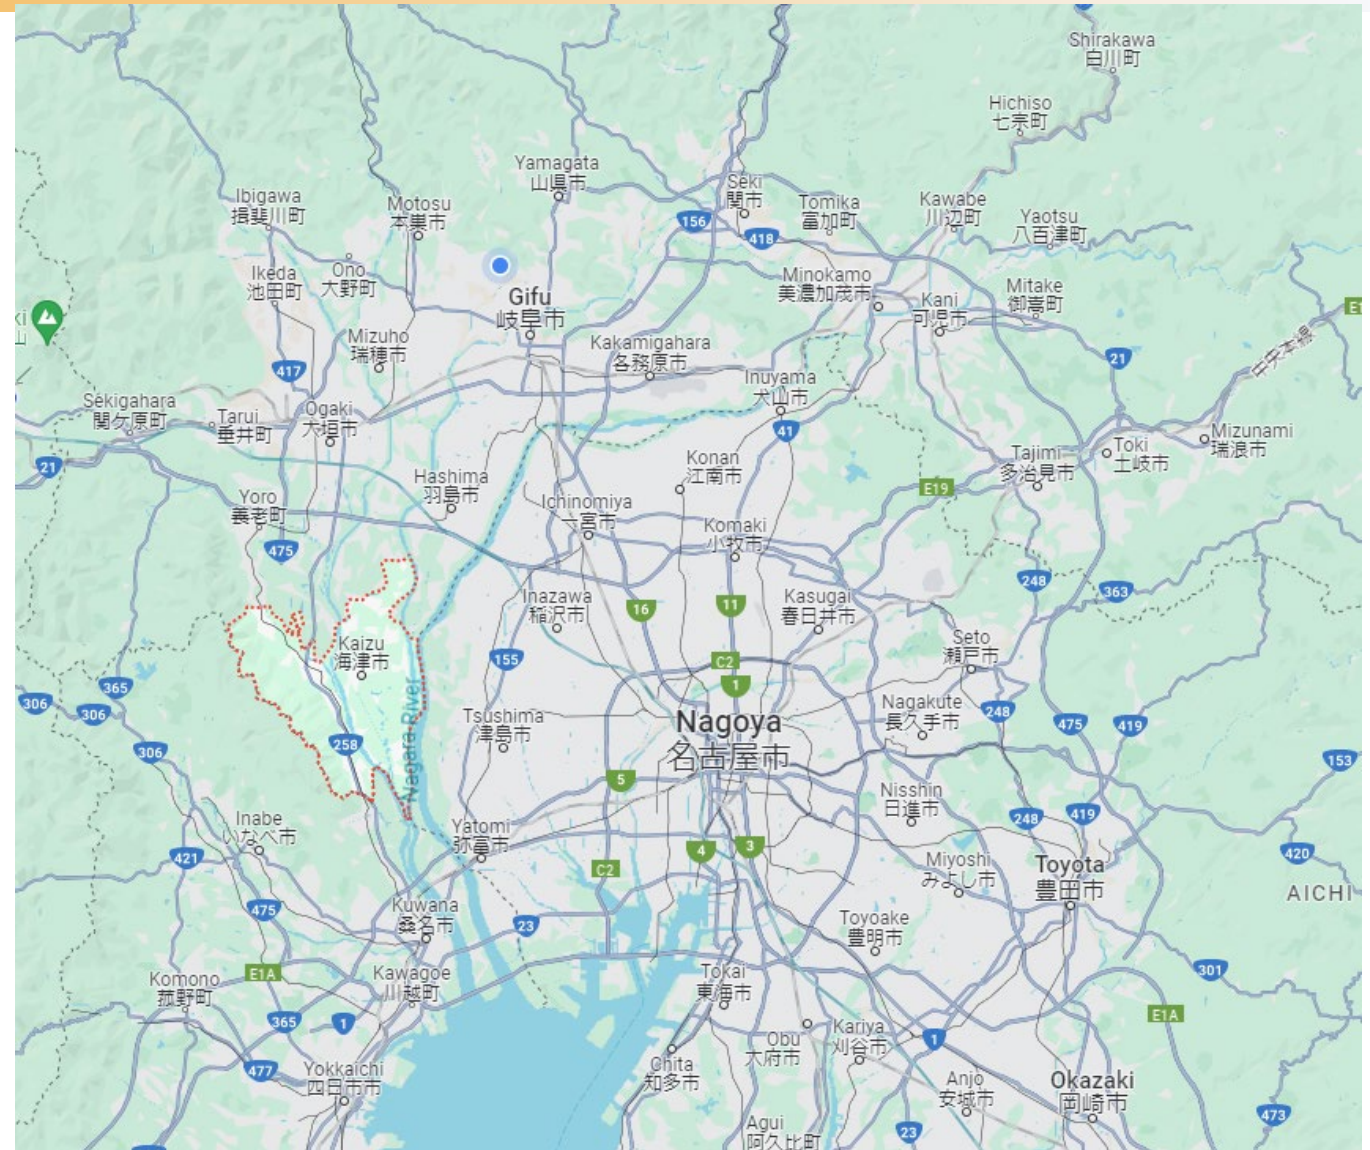 Shirakawa
白川町
Hichiso
七宗町
Yamagata
山県市
Seki
関市
Ibigawa
揖斐川町
Motosu
本巣市
Tomika
富加町
Kawabe
川辺町
Yaotsu
八百津町
156
418
Ono
大野町
Ikeda
池田町
Minokamo
美濃加茂市
Mitake
御嵩町
Gifu
岐阜市
Kani
可児市
Mizuho
瑞穂市
Kakamigahara
各務原市
中央本線
417
21
Inuyama
犬山市
Sekigahara
関ケ原町
Tarui
垂井町
Ogaki
大垣市
41
Mizunami
瑞浪市
Toki
土岐市
Tajimi
多治見市
Konan
江南市
21
Hashima
羽島市
E19
Yoro
養老町
Ichinomiya
一宮市
Komaki
小牧市
475
248
363
Inazawa
稲沢市
16
11
Kasugai
春日井市
Kaizu
海津市
Seto
瀬戸市
155
C2
1
365
306
306
Nagara River
Nagakute
長久手市
248
475
419
Tsushima
津島市
Nagoya
名古屋市
306
258
153
5
Nisshin
日進市
Inabe
いなべ市
Yatomi
弥富市
248
419
421
4
3
C2
Miyoshi
みよし市
Toyota
豊田市
420
AICHI
475
Kuwana
桑名市
23
Toyoake
豊明市
Komono
菰野町
E1A
Kawagoe
川越町
Tokai
東海市
301
E1A
365
1
Obu
大府市
Kariya
刈谷市
1
477
Yokkaichi
四日市市
Chita
知多市
Anjo
安城市
Okazaki
岡崎市
473
Agui
阿久比町
23